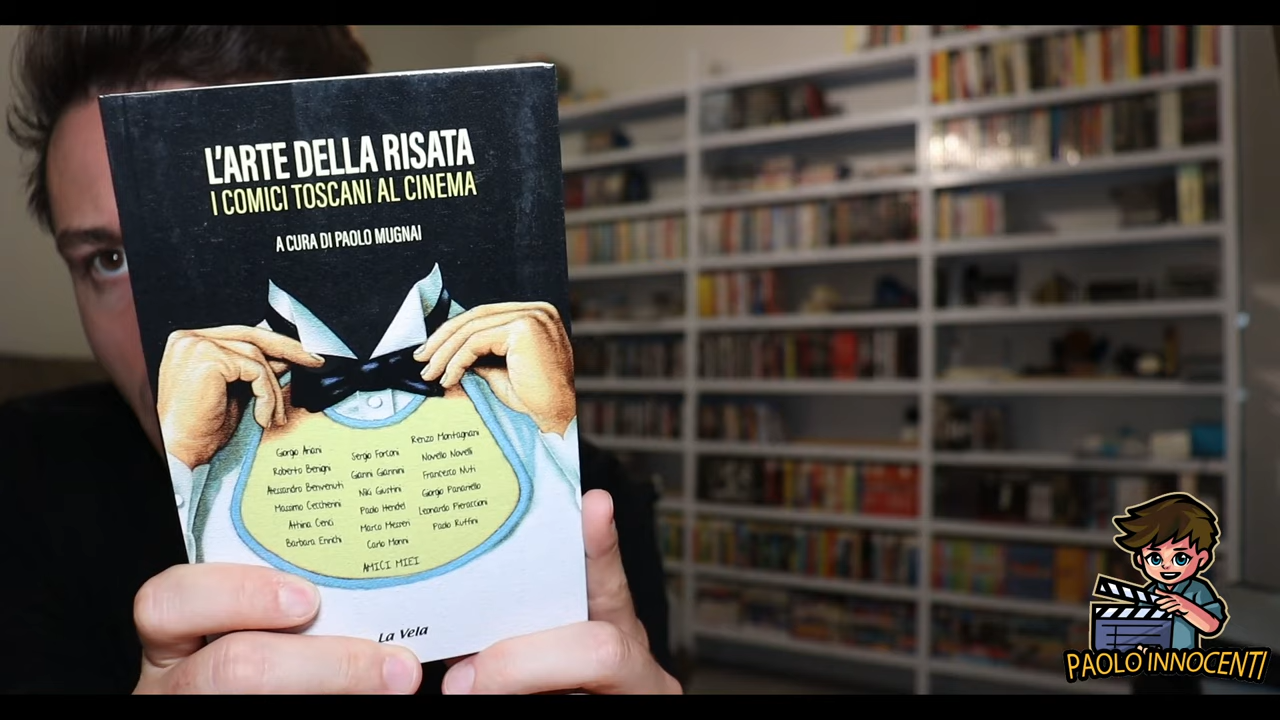 L'ARTE DELLA RISATA
I COMICI TOSCANI AL CINEMA
A CURA DI PAOLO MUGNAI
Giorgio Ariani
Roberto Benigni
Alessandro Benvenuti
Massimo Ceccherini
Athina Cenci
Barbara Enrichi
Sergio Forconi
Gianni Giannini
Niki Giustini
Paolo Hendel
Marco Messeri
Carlo Monni
Renzo Montagnani
Novello Novelli
Francesco Nuti
Giorgio Panariello
Leonardo Pieraccioni
Paolo Ruffini
AMICI MIEI
La Vela
PAOLO INNOCENTI